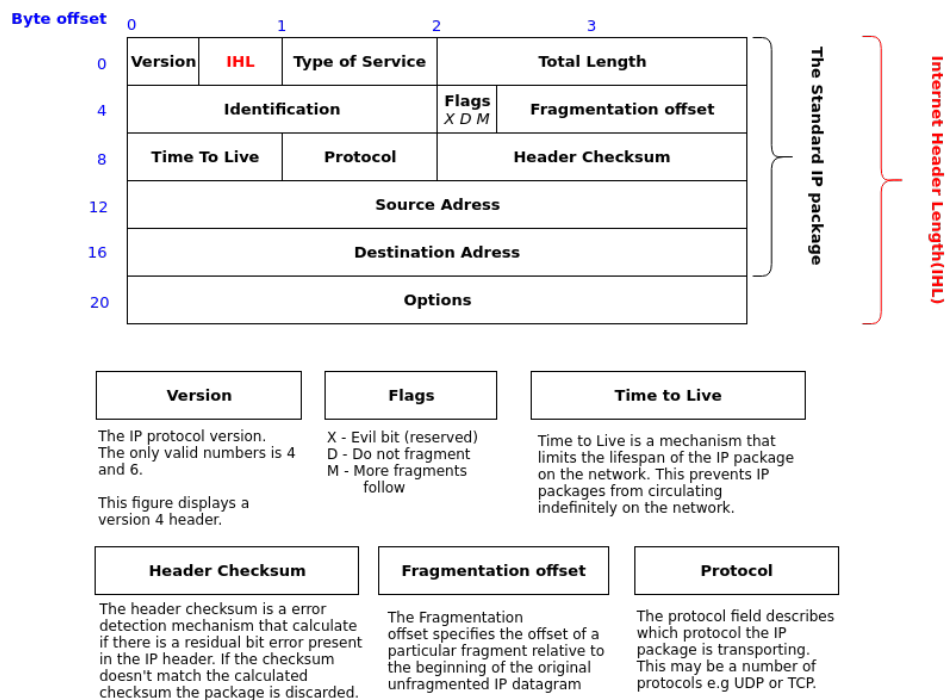 Byte offset 0 1 2 3
0 Version IHL Type of Service Total Length
4 Identification Flags Fragmentation offset
X D M
8 Time To Live Protocol Header Checksum
12 Source Adress
16 Destination Adress
20 Options
The Standard IP package
Internet Header Length(IHL)
Version
The IP protocol version.
The only valid numbers is 4
and 6.
This figure displays a
version 4 header.
Flags
X - Evil bit (reserved)
D - Do not fragment
M - More fragments
follow
Time to Live
Time to Live is a mechanism that
limits the lifespan of the IP package
on the network. This prevents IP
packages from circulating
indefinitely on the network.
Header Checksum
The header checksum is a error
detection mechanism that calculate
if there is a residual bit error present
in the IP header. If the checksum
doesn't match the calculated
checksum the package is discarded.
Fragmentation offset
The Fragmentation
offset specifies the offset of a
particular fragment relative to
the beginning of the original
unfragmented IP datagram
Protocol
The protocol field describes
which protocol the IP
package is transporting.
This may be a number of
protocols e.g UDP or TCP.